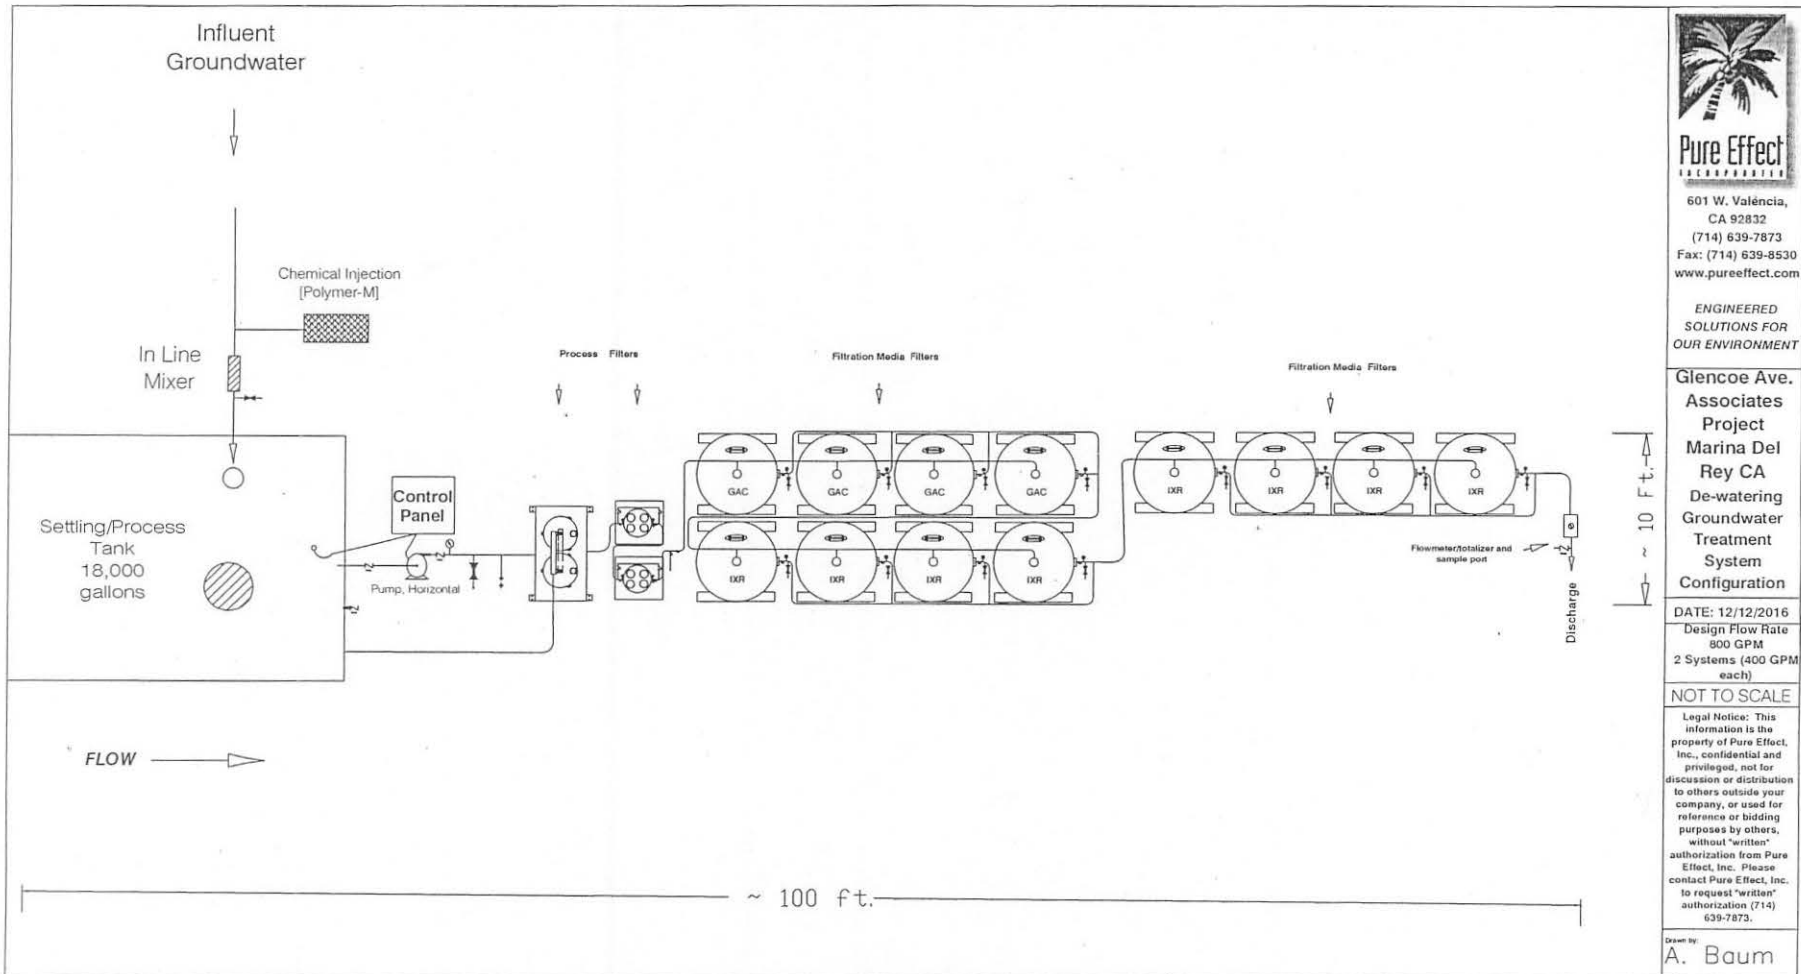 Influent
Groundwater
Chemical Injection
[Polymer-M]
In Line
Mixer
Settling/Process
Tank
18,000
gallons
Control
Panel
Pump, Horizontal
Process Filters
Filtration Media Filters
Filtration Media Filters
GAC
GAC
GAC
GAC
IXR
IXR
IXR
IXR
IXR
IXR
IXR
IXR
Flowmeter/totalizer and
sample port
Discharge
~ 10 Ft.
FLOW
~ 100 ft.
Pure Effect
INCORPORATED
601 W. Valéncia,
CA 92832
(714) 639-7873
Fax: (714) 639-8530
www.pureeffect.com
ENGINEERED
SOLUTIONS FOR
OUR ENVIRONMENT
Glencoe Ave.
Associates
Project
Marina Del
Rey CA
De-watering
Groundwater
Treatment
System
Configuration
DATE: 12/12/2016
Design Flow Rate
800 GPM
2 Systems (400 GPM
each)
NOT TO SCALE
Legal Notice: This
information is the
property of Pure Effect,
Inc., confidential and
privileged, not for
discussion or distribution
to others outside your
company, or used for
reference or bidding
purposes by others,
without "written"
authorization from Pure
Effect, Inc. Please
contact Pure Effect, Inc.
to request "written"
authorization (714)
639-7873.
Drawn by:
A. Baum